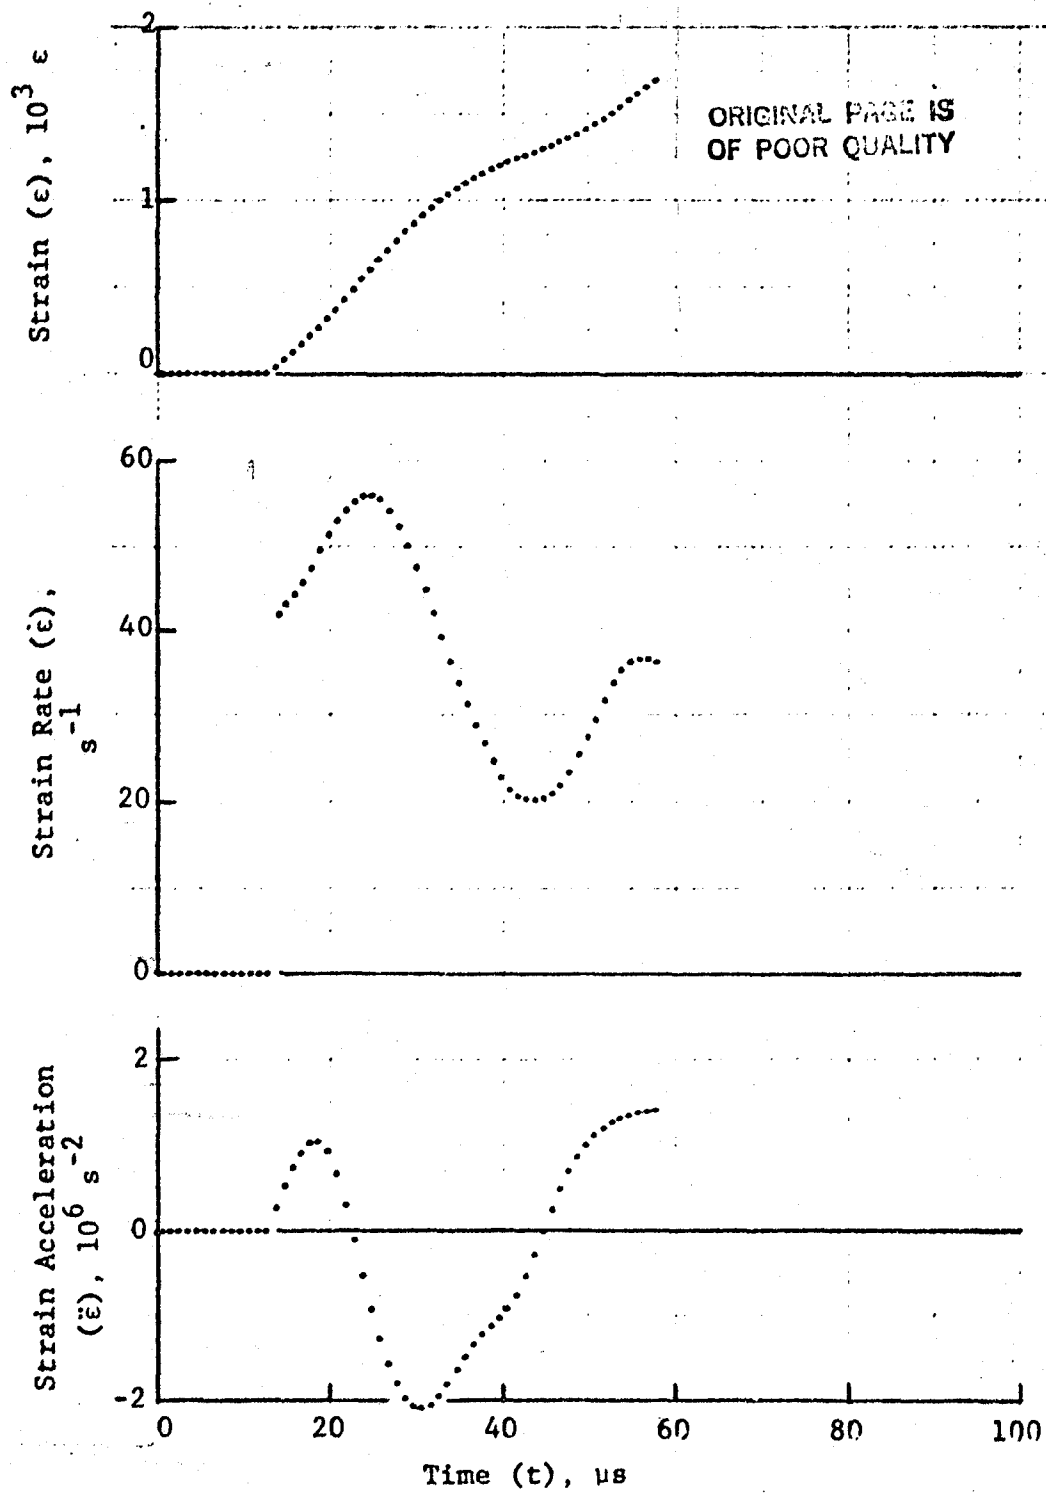 2
Strain (ε), 10³ ε
ORIGINAL PAGE IS
OF POOR QUALITY
1
0
60
Strain Rate (ε̇),
s⁻¹
40
20
0
Strain Acceleration
(ε̈), 10⁶ s⁻²
2
0
-2
0 20 40 60 80 100
Time (t), μs